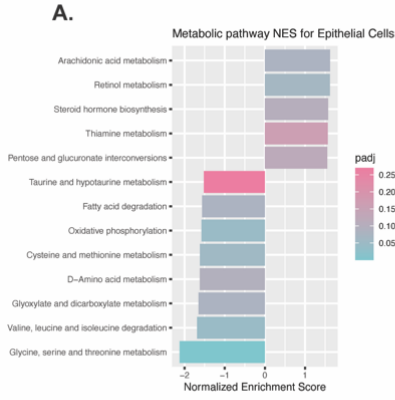 A.
Metabolic pathway NES for Epithelial Cells
Arachidonic acid metabolism
Retinol metabolism
Steroid hormone biosynthesis
Thiamine metabolism
Pentose and glucuronate interconversions
Taurine and hypotaurine metabolism
Fatty acid degradation
Oxidative phosphorylation
Cysteine and methionine metabolism
D−Amino acid metabolism
Glyoxylate and dicarboxylate metabolism
Valine, leucine and isoleucine degradation
Glycine, serine and threonine metabolism
−2 −1 0 1
Normalized Enrichment Score
padj
0.25
0.20
0.15
0.10
0.05